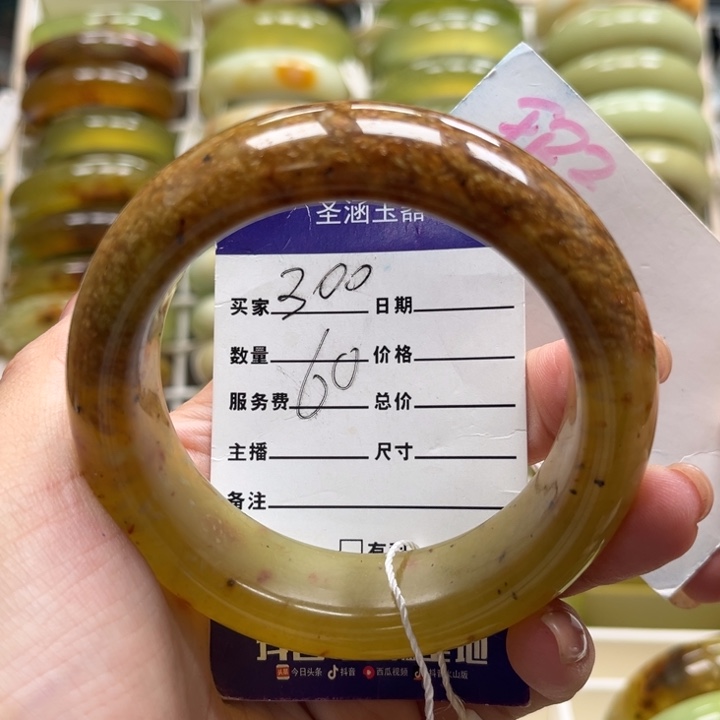 圣涵玉器
522
买家 300 日期
数量 价格
服务费 60 总价
主播 尺寸
备注
今日头条 抖音 西瓜视频